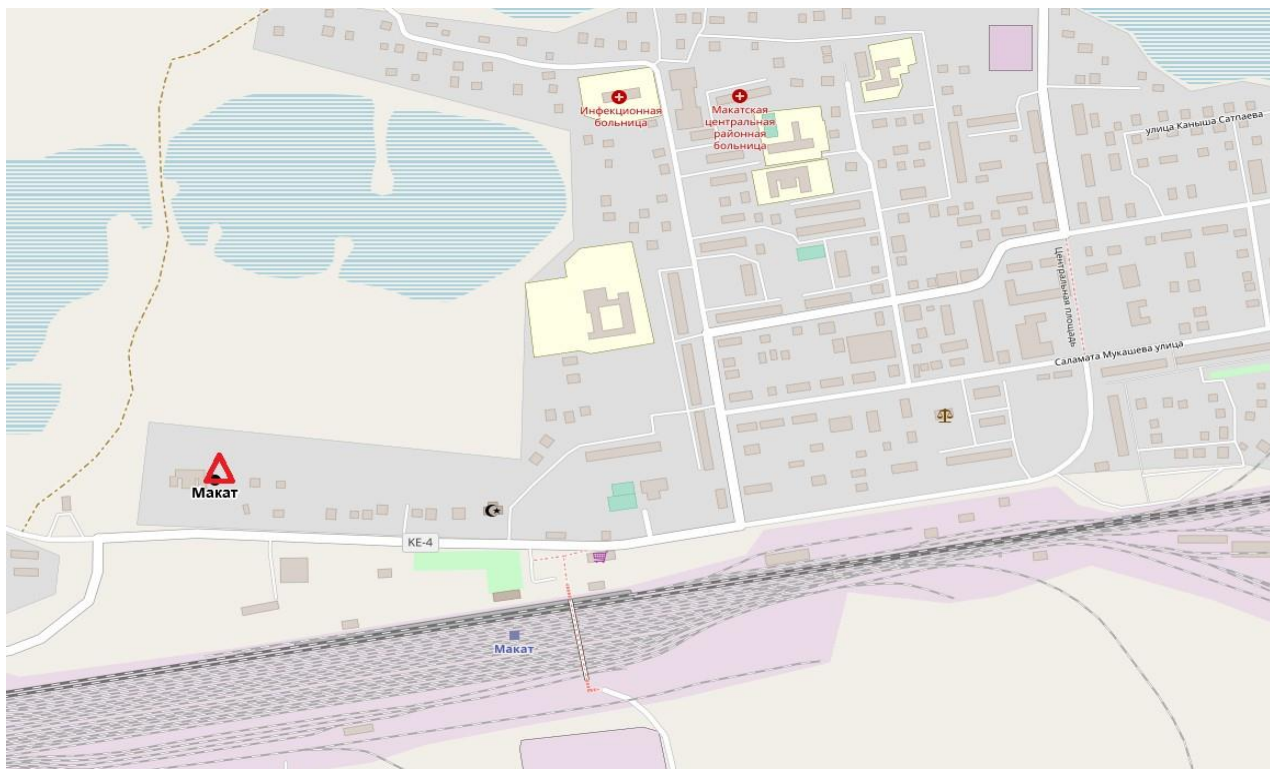 Инфекционная
больница
Макатская
центральная
районная
больница
улица Каныша Сатпаева
Центральная площадь
Саламата Мукашева улица
Макат
KE-4
Макат